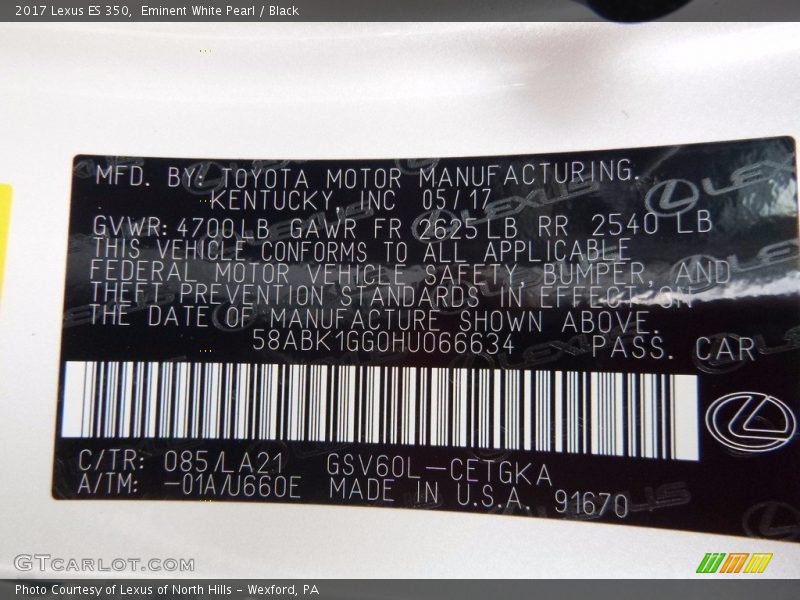 2017 Lexus ES 350, Eminent White Pearl / Black
MFD. BY: TOYOTA MOTOR MANUFACTURING.
KENTUCKY, INC 05/17
GVWR: 4700LB GAWR FR 2625LB RR 2540 LB
THIS VEHICLE CONFORMS TO ALL APPLICABLE
FEDERAL MOTOR VEHICLE SAFETY, BUMPER, AND
THEFT PREVENTION STANDARDS IN EFFECT ON
THE DATE OF MANUFACTURE SHOWN ABOVE.
58ABK1GG0HU066634 PASS. CAR
C/TR: 085/LA21 GSV60L-CETGKA
A/TM: -01A/U660E MADE IN U.S.A. 91670
GTCARLOT.COM
Photo Courtesy of Lexus of North Hills - Wexford, PA